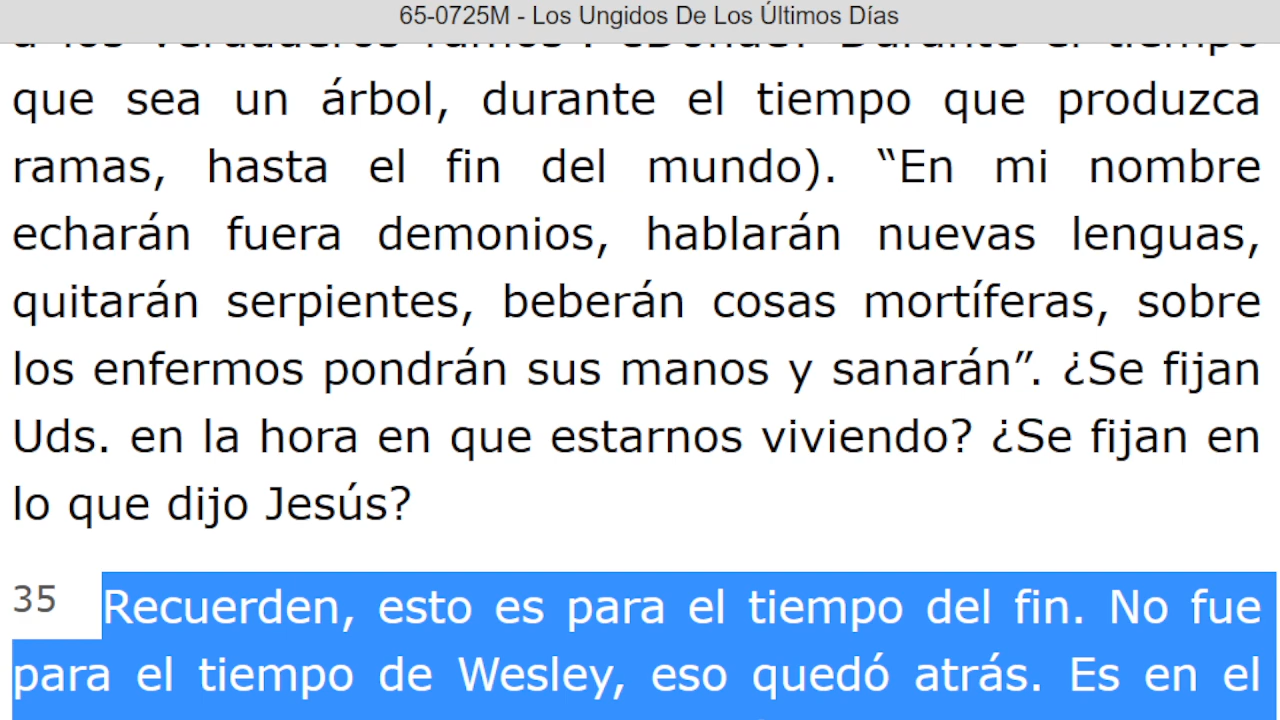 65-0725M - Los Ungidos De Los Últimos Días
que sea un árbol, durante el tiempo que produzca
ramas, hasta el fin del mundo). “En mi nombre
echarán fuera demonios, hablarán nuevas lenguas,
quitarán serpientes, beberán cosas mortíferas, sobre
los enfermos pondrán sus manos y sanarán”. ¿Se fijan
Uds. en la hora en que estarnos viviendo? ¿Se fijan en
lo que dijo Jesús?
35 Recuerden, esto es para el tiempo del fin. No fue
para el tiempo de Wesley, eso quedó atrás. Es en el